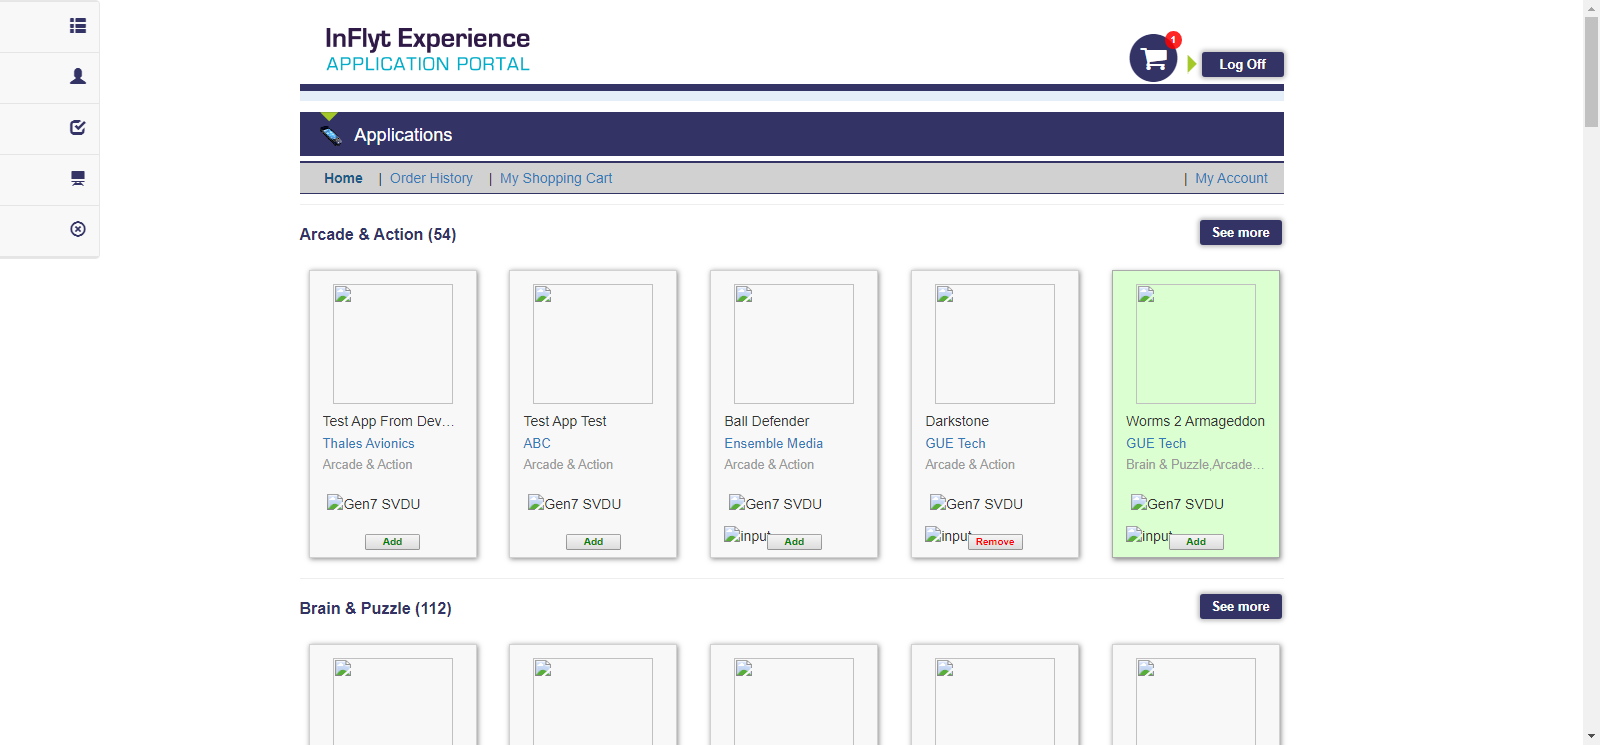 InFlyt Experience
APPLICATION PORTAL
1
Log Off
Applications
Home | Order History | My Shopping Cart | My Account
Arcade & Action (54)
See more
Test App From Dev...
Thales Avionics
Arcade & Action
Gen7 SVDU
Add
Test App Test
ABC
Arcade & Action
Gen7 SVDU
Add
Ball Defender
Ensemble Media
Arcade & Action
Gen7 SVDU
input
Add
Darkstone
GUE Tech
Arcade & Action
Gen7 SVDU
input
Remove
Worms 2 Armageddon
GUE Tech
Brain & Puzzle,Arcade...
Gen7 SVDU
input
Add
Brain & Puzzle (112)
See more